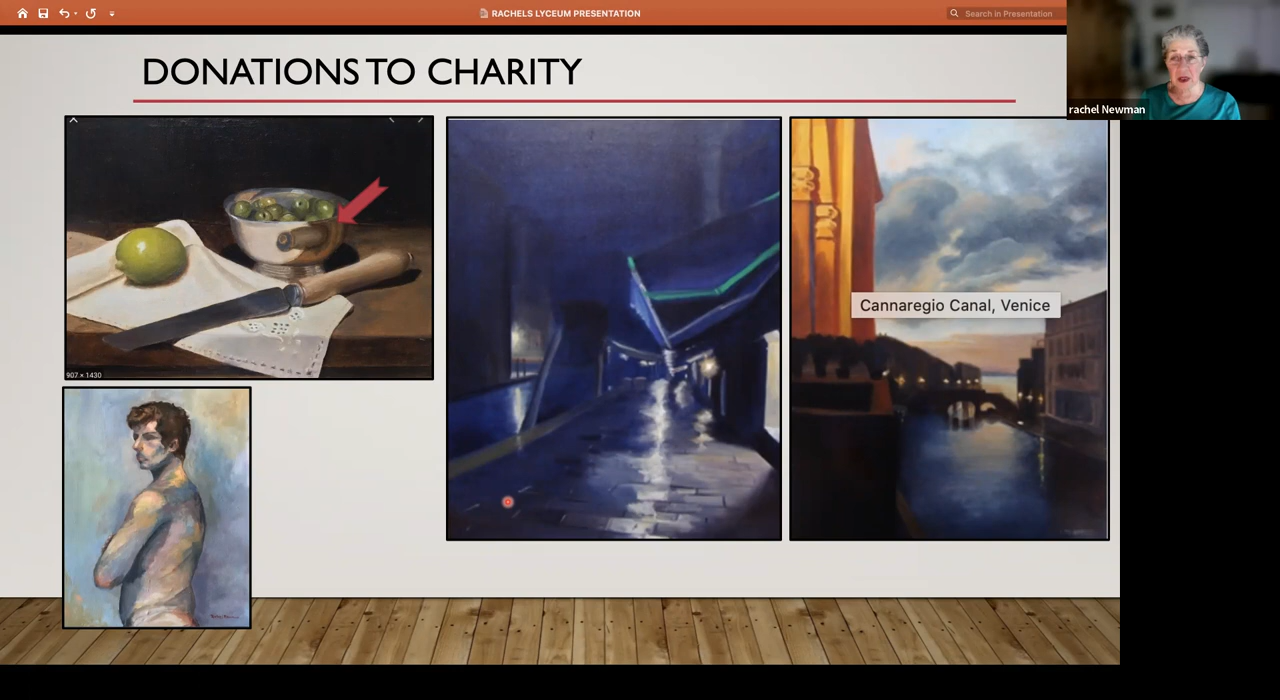 RACHELS LYCEUM PRESENTATION
Search in Presentation
DONATIONS TO CHARITY
rachel Newman
Cannaregio Canal, Venice
907 × 1430